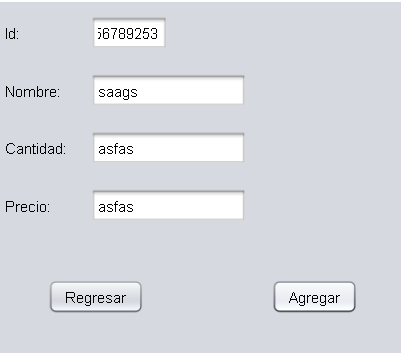 Id: 56789253
Nombre: saags
Cantidad: asfas
Precio: asfas
Regresar Agregar